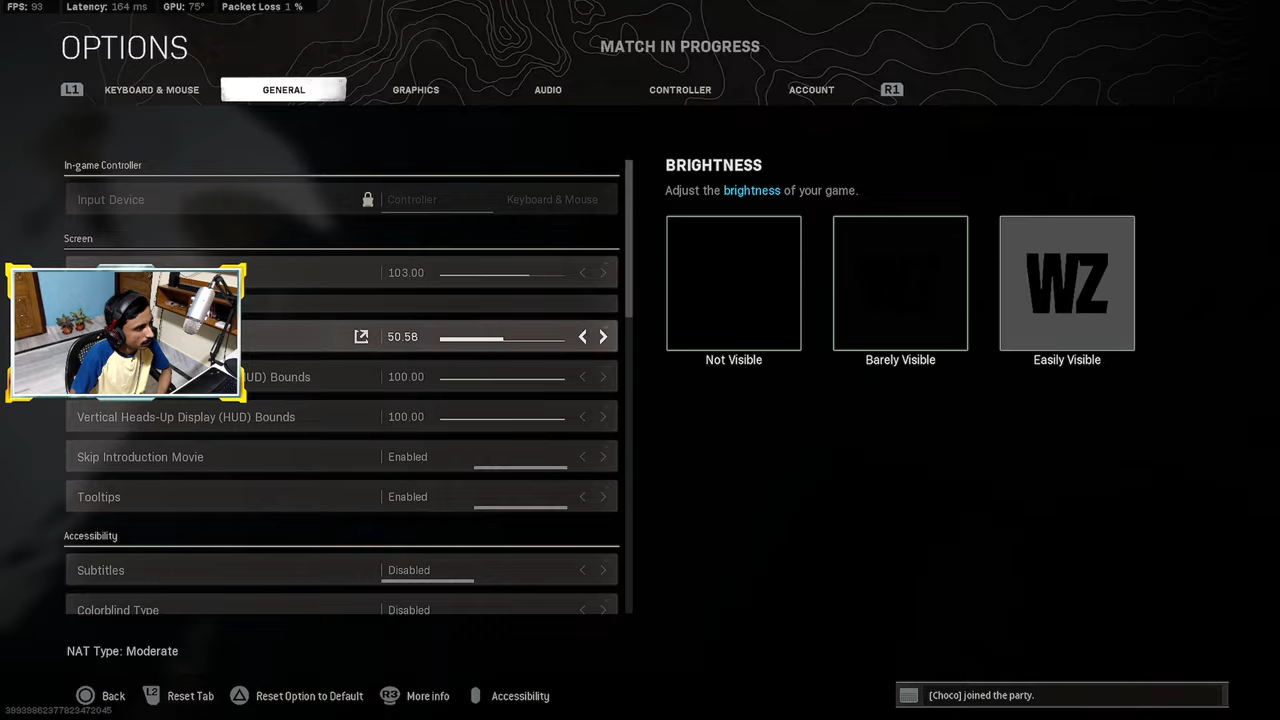 FPS: 93 Latency: 164 ms GPU: 75° Packet Loss 1 %
OPTIONS
MATCH IN PROGRESS
L1 KEYBOARD & MOUSE GENERAL GRAPHICS AUDIO CONTROLLER ACCOUNT R1
In-game Controller
Input Device Controller Keyboard & Mouse
Screen
103.00
50.58
UD) Bounds 100.00
Vertical Heads-Up Display (HUD) Bounds 100.00
Skip Introduction Movie Enabled
Tooltips Enabled
Accessibility
Subtitles Disabled
Colorblind Type Disabled
BRIGHTNESS
Adjust the brightness of your game.
WZ
Not Visible Barely Visible Easily Visible
NAT Type: Moderate
Back L2 Reset Tab Reset Option to Default R3 More info Accessibility
[Choco] joined the party.
39939862377823472045